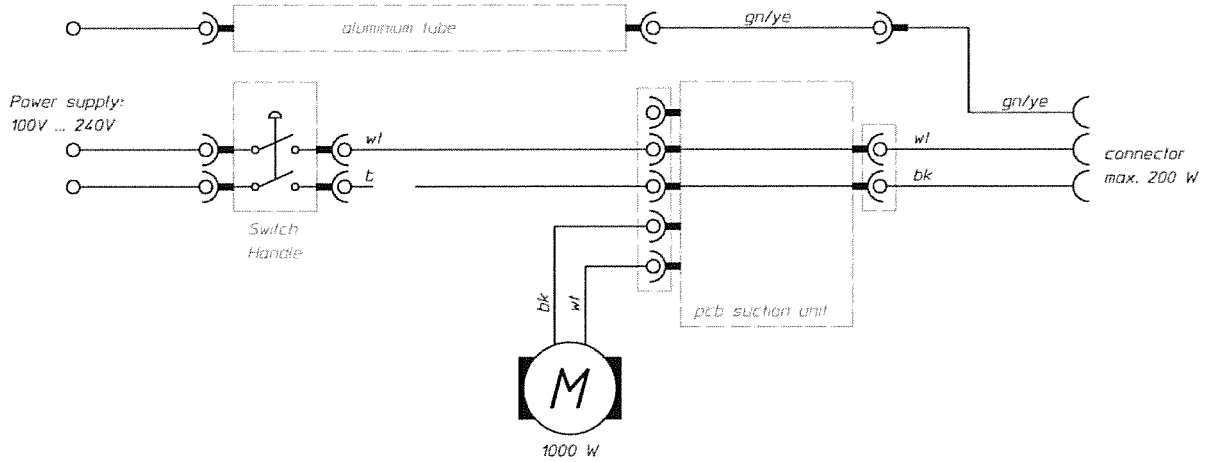 gn/ye
aluminium tube
Power supply:
100V ... 240V
gn/ye
wt
wt
connector
max. 200 W
bk
Switch
Handle
bk
wt
pcb suction unit
M
1000 W